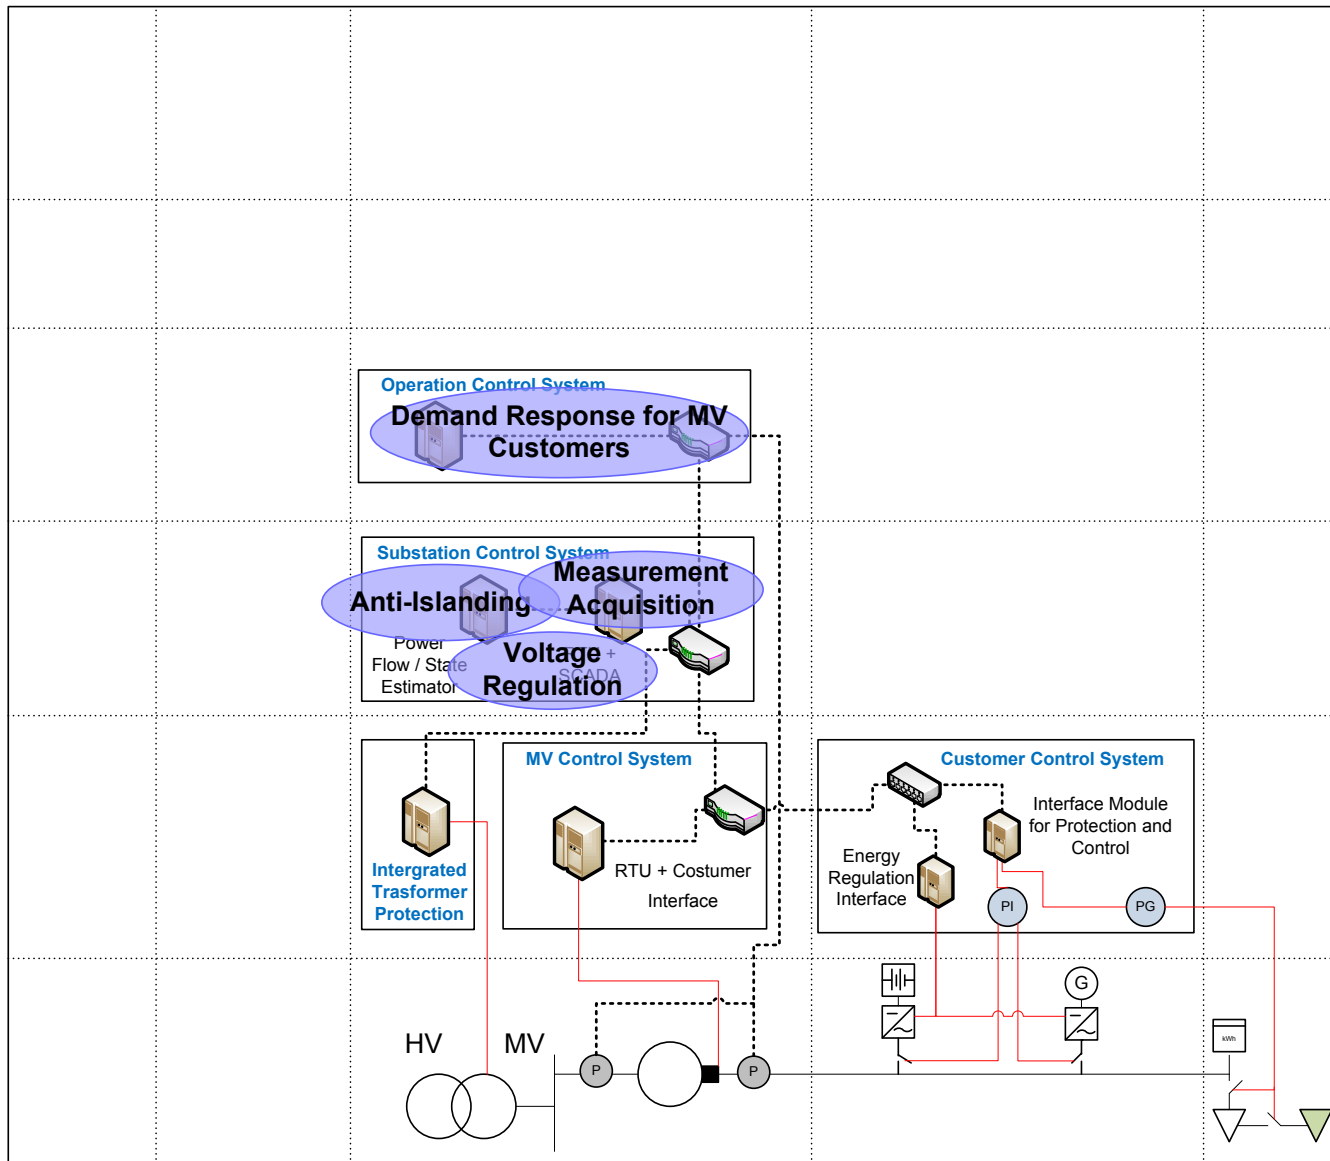 Operation Control System
Demand Response for MV
Customers
Substation Control System
Measurement
Acquisition
Anti-Islanding
Power
Flow / State
Estimator
Voltage
Regulation
RTU +
SCADA
MV Control System
RTU + Costumer
Interface
Intergrated
Trasformer
Protection
Customer Control System
Interface Module
for Protection and
Control
Energy
Regulation
Interface
PI
PG
HV
MV
P
P
G
kWh